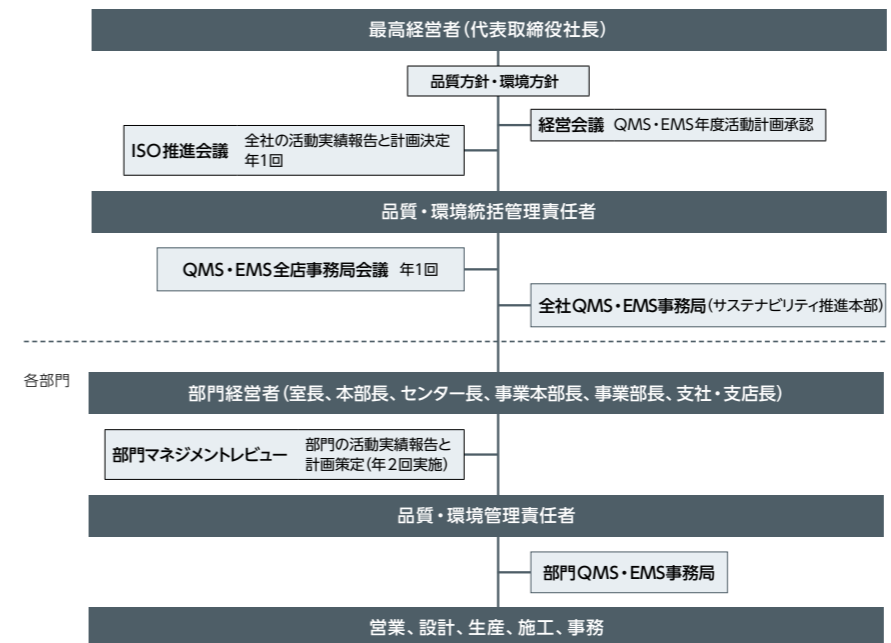 最高経営者(代表取締役社長)
品質方針・環境方針
経営会議 QMS・EMS年度活動計画承認
ISO推進会議 全社の活動実績報告と計画決定
年1回
品質・環境統括管理責任者
QMS・EMS全店事務局会議 年1回
全社QMS・EMS事務局(サステナビリティ推進本部)
各部門
部門経営者(室長、本部長、センター長、事業本部長、事業部長、支社・支店長)
部門マネジメントレビュー 部門の活動実績報告と
計画策定(年2回実施)
品質・環境管理責任者
部門QMS・EMS事務局
営業、設計、生産、施工、事務